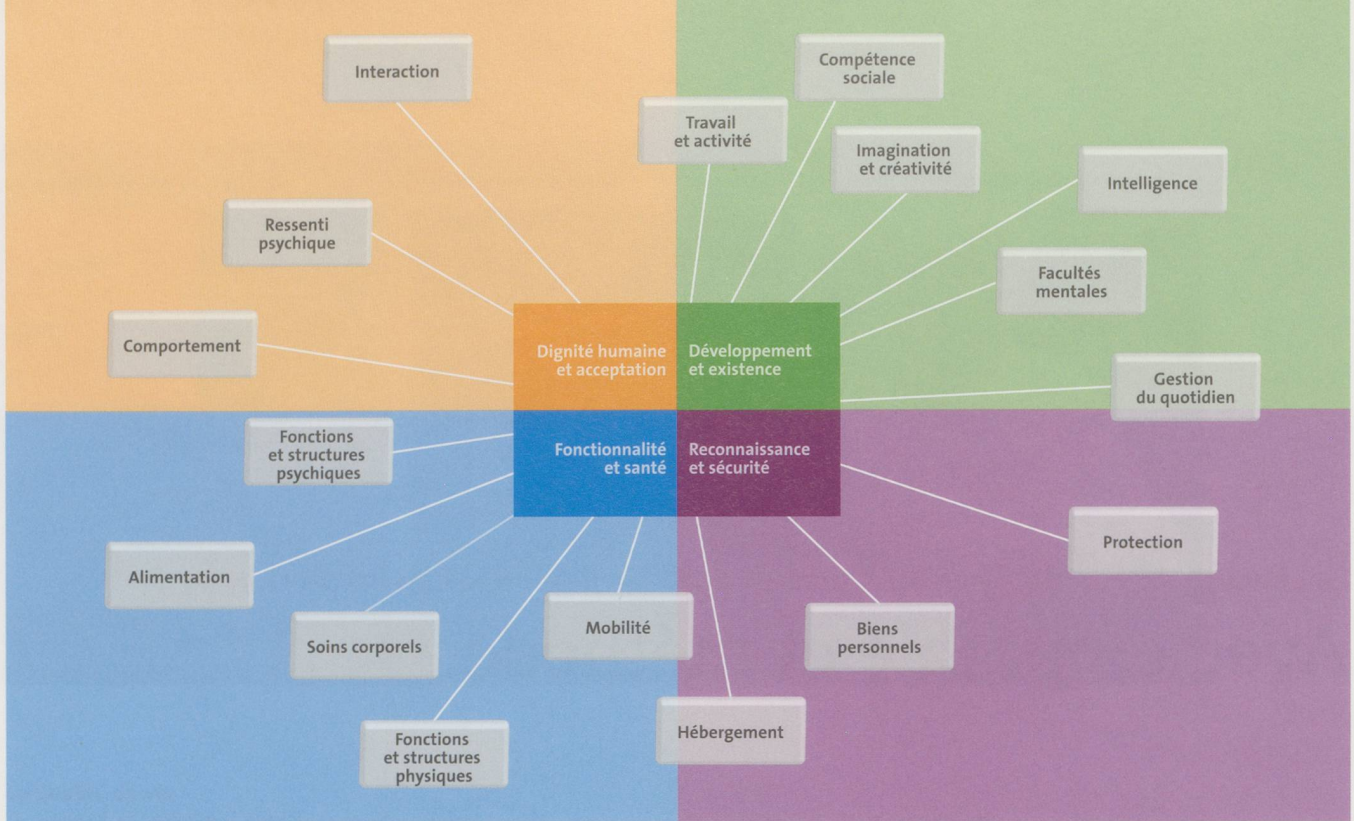 Interaction
Compétence
sociale
Travail
et activité
Imagination
et créativité
Intelligence
Ressenti
psychique
Facultés
mentales
Comportement
Dignité humaine
et acceptation
Développement
et existence
Gestion
du quotidien
Fonctions
et structures
psychiques
Fonctionnalité
et santé
Reconnaissance
et sécurité
Alimentation
Protection
Soins corporels
Mobilité
Biens
personnels
Hébergement
Fonctions
et structures
physiques